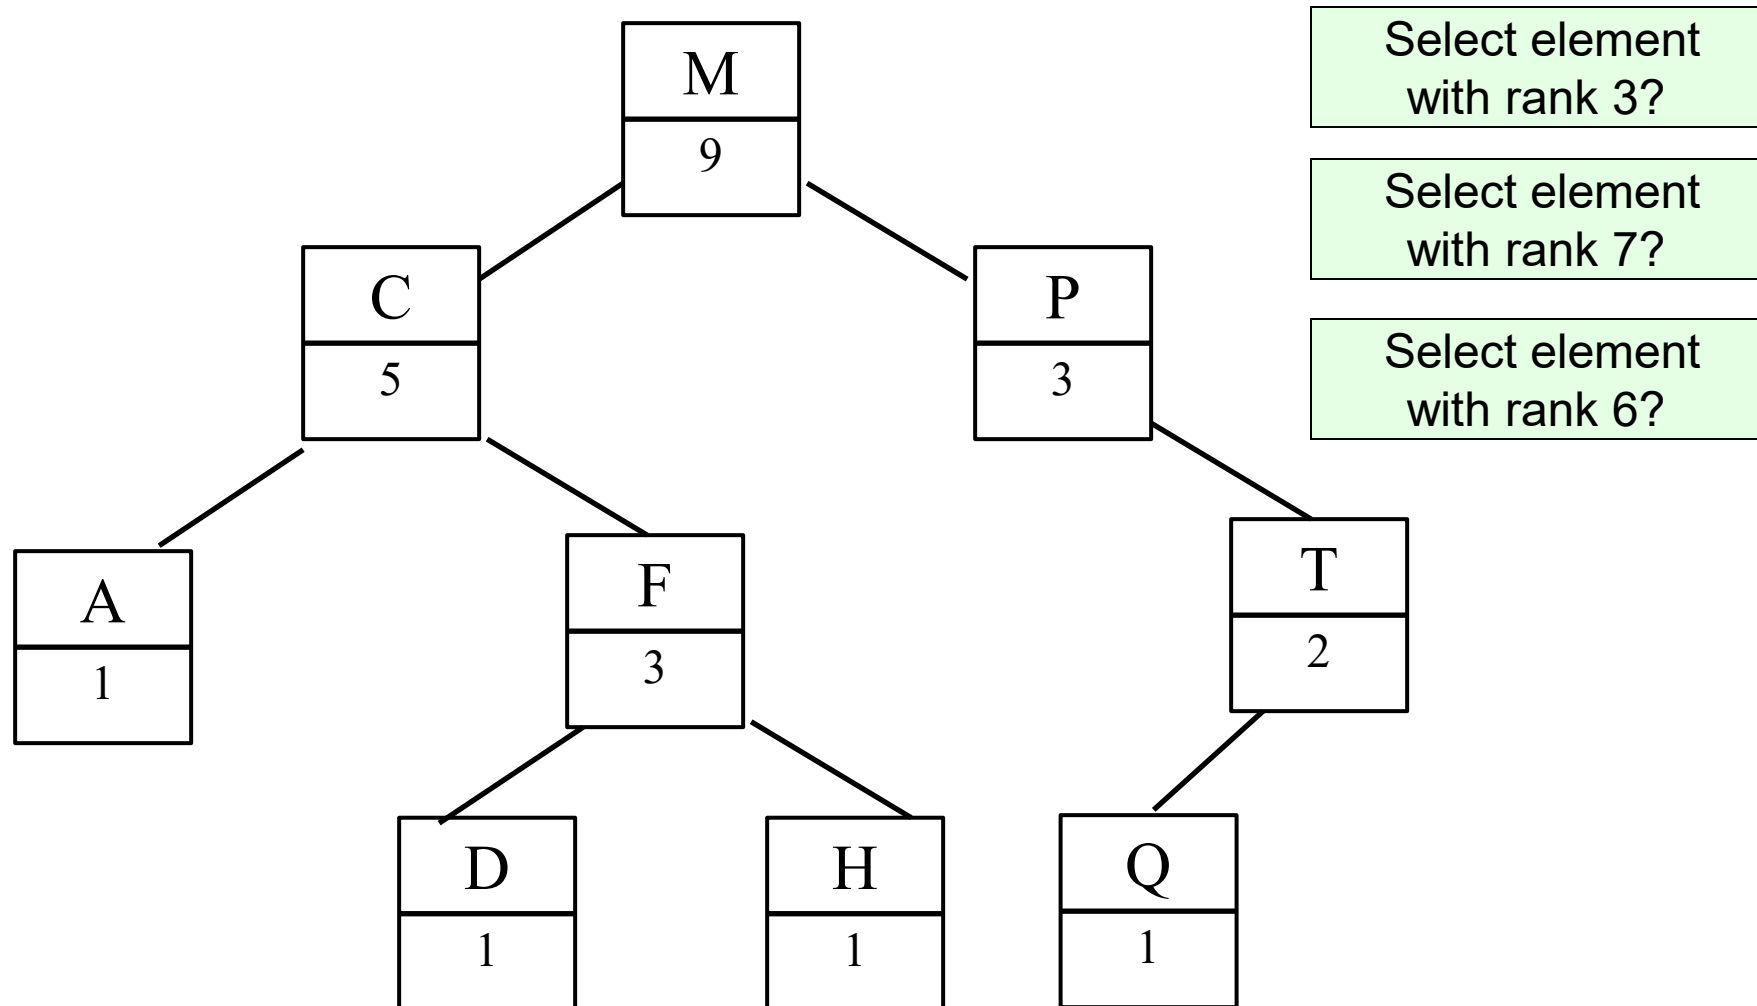 M
9
C
5
P
3
A
1
F
3
T
2
D
1
H
1
Q
1
Select element
with rank 3?
Select element
with rank 7?
Select element
with rank 6?